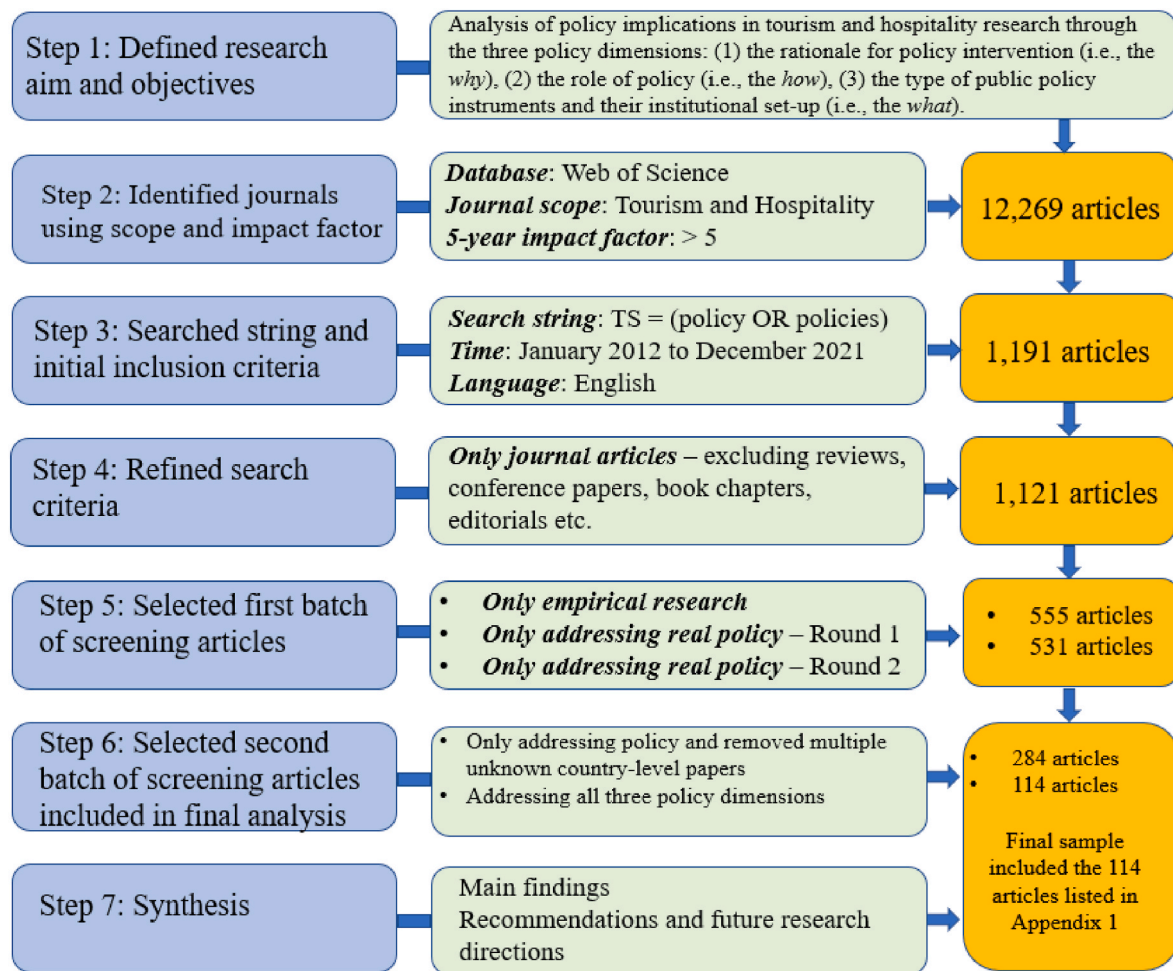 Step 1: Defined research
aim and objectives
Analysis of policy implications in tourism and hospitality research through
the three policy dimensions: (1) the rationale for policy intervention (i.e., the
why), (2) the role of policy (i.e., the how), (3) the type of public policy
instruments and their institutional set-up (i.e., the what).
Step 2: Identified journals
using scope and impact factor
Database: Web of Science
Journal scope: Tourism and Hospitality
5-year impact factor: > 5
12,269 articles
Step 3: Searched string and
initial inclusion criteria
Search string: TS = (policy OR policies)
Time: January 2012 to December 2021
Language: English
1,191 articles
Step 4: Refined search
criteria
Only journal articles – excluding reviews,
conference papers, book chapters,
editorials etc.
1,121 articles
Step 5: Selected first batch
of screening articles
• Only empirical research
• Only addressing real policy – Round 1
• Only addressing real policy – Round 2
• 555 articles
• 531 articles
Step 6: Selected second
batch of screening articles
included in final analysis
• Only addressing policy and removed multiple
unknown country-level papers
• Addressing all three policy dimensions
• 284 articles
• 114 articles
Final sample
included the 114
articles listed in
Appendix 1
Step 7: Synthesis
Main findings
Recommendations and future research
directions